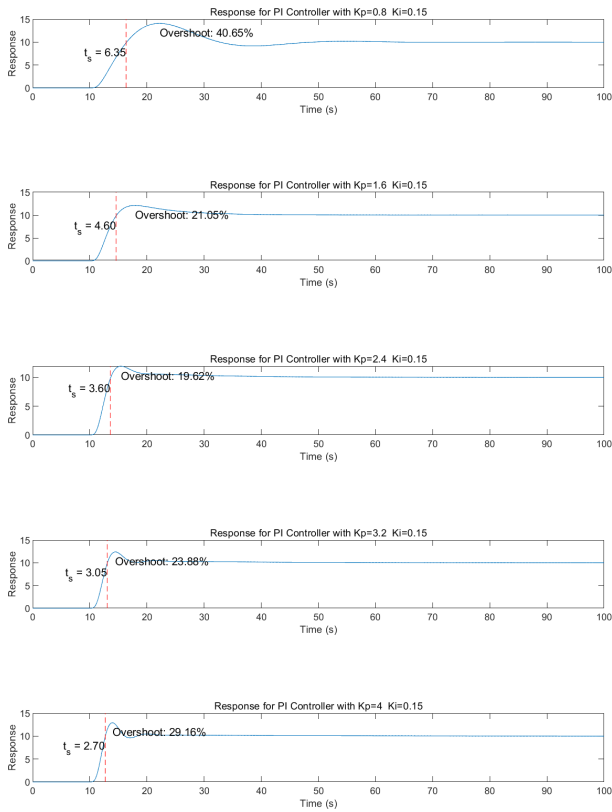 Response for PI Controller with Kp=0.8 Ki=0.15
15
Overshoot: 40.65%
10
t_s = 6.35
5
0
Response
0 10 20 30 40 50 60 70 80 90 100
Time (s)
Response for PI Controller with Kp=1.6 Ki=0.15
15
Overshoot: 21.05%
10
t_s = 4.60
5
0
Response
0 10 20 30 40 50 60 70 80 90 100
Time (s)
Response for PI Controller with Kp=2.4 Ki=0.15
Overshoot: 19.62%
10
t_s = 3.60
5
0
Response
0 10 20 30 40 50 60 70 80 90 100
Time (s)
Response for PI Controller with Kp=3.2 Ki=0.15
15
Overshoot: 23.88%
10
t_s = 3.05
5
0
Response
0 10 20 30 40 50 60 70 80 90 100
Time (s)
Response for PI Controller with Kp=4 Ki=0.15
15
Overshoot: 29.16%
10
t_s = 2.70
5
0
Response
0 10 20 30 40 50 60 70 80 90 100
Time (s)